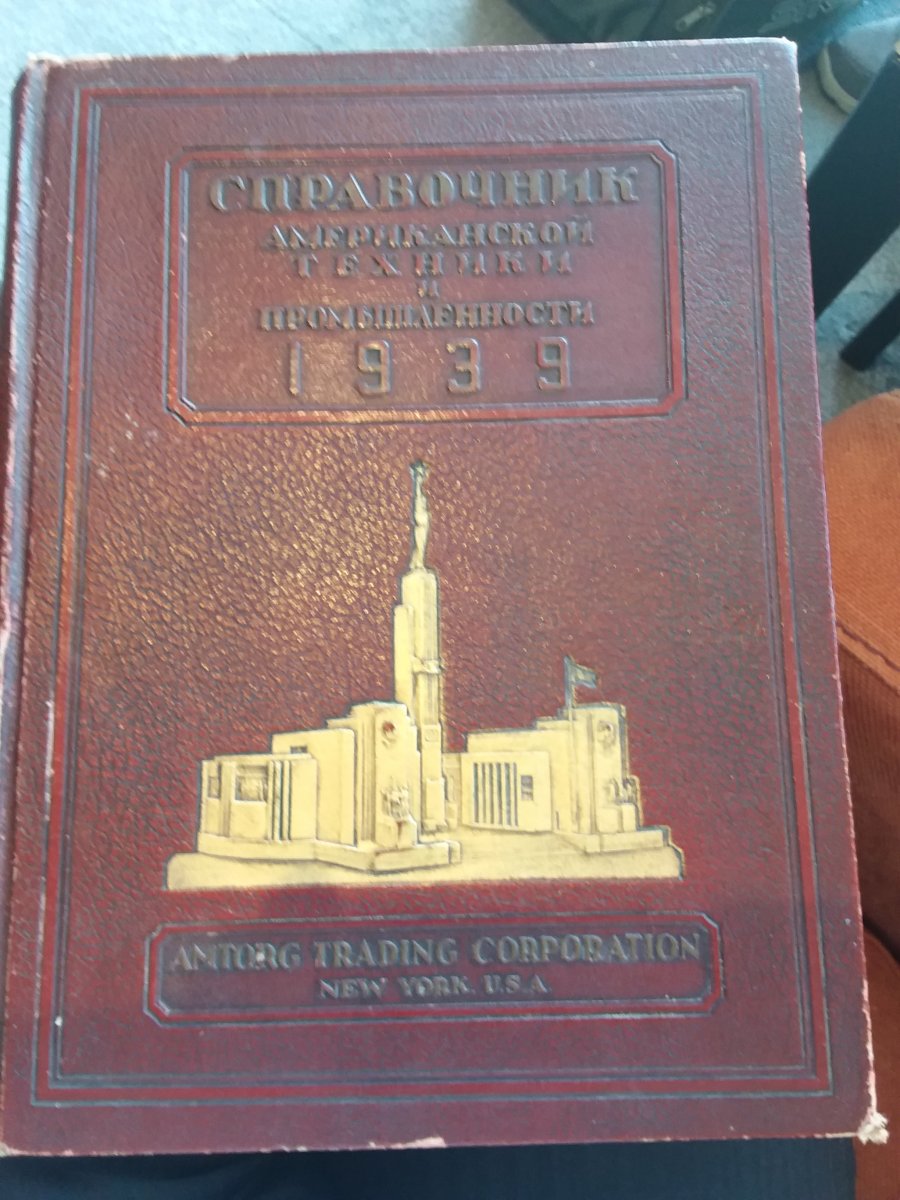 СПРАВОЧНИК
АМЕРИКАНСКОЙ
ТЕХНИКИ
И
ПРОМЫШЛЕННОСТИ
1939
AMTORG TRADING CORPORATION
NEW YORK. U.S.A.